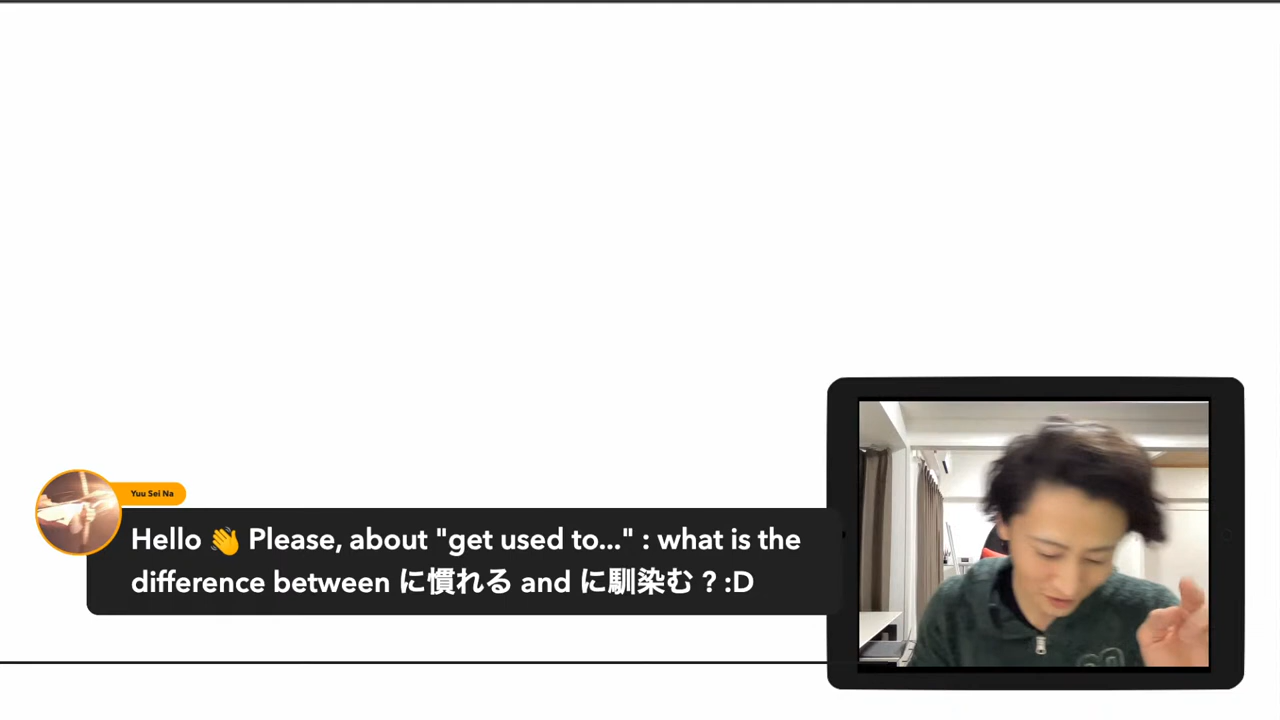 Yuu Sei Na
Hello 👋 Please, about "get used to..." : what is the
difference between に慣れる and に馴染む ? :D